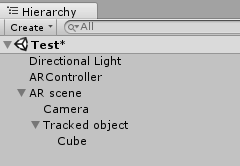 Hierarchy
Create All
Test*
Directional Light
ARController
AR scene
Camera
Tracked object
Cube